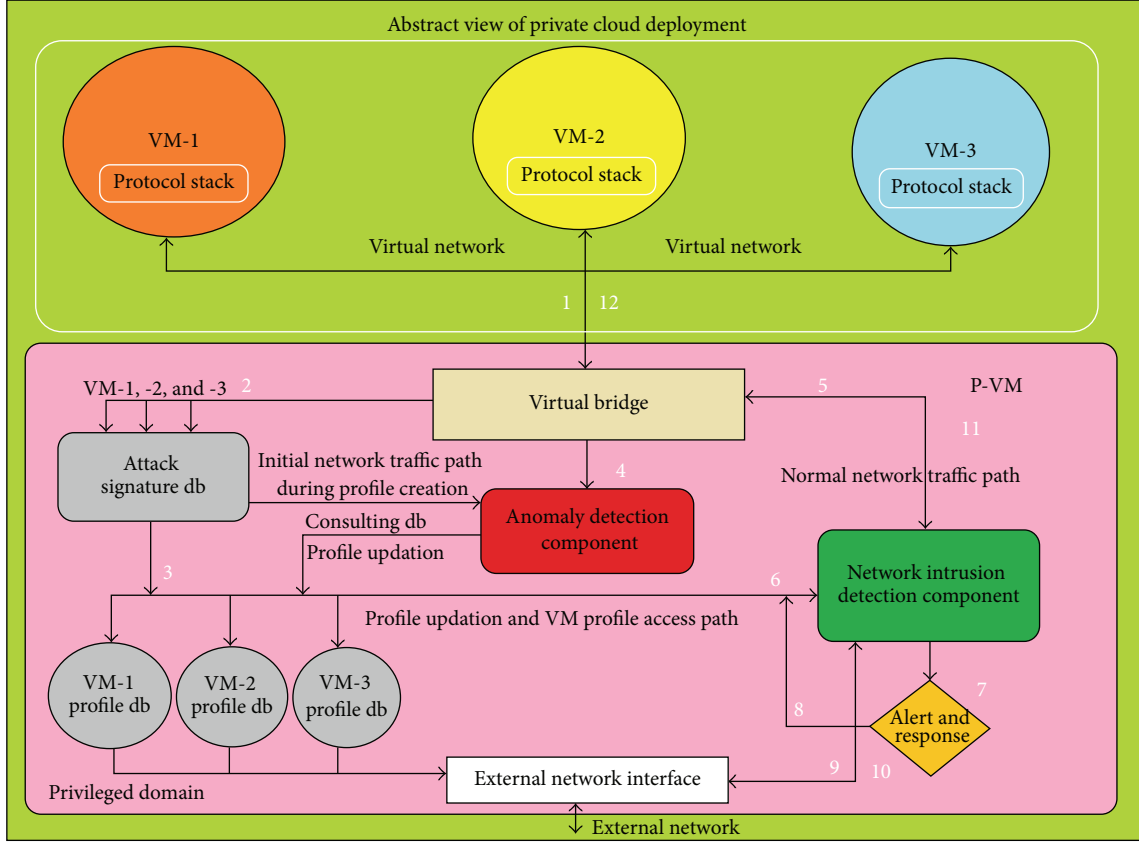 Abstract view of private cloud deployment
VM-1
Protocol stack
VM-2
Protocol stack
VM-3
Protocol stack
Virtual network
Virtual network
1
12
VM-1, -2, and -3
2
Virtual bridge
5
P-VM
11
Attack
signature db
Initial network traffic path
during profile creation
4
Normal network traffic path
Anomaly detection
component
Consulting db
Profile updation
3
6
Network intrusion
detection component
Profile updation and VM profile access path
VM-1
profile db
VM-2
profile db
VM-3
profile db
7
8
Alert and
response
9
10
External network interface
Privileged domain
External network